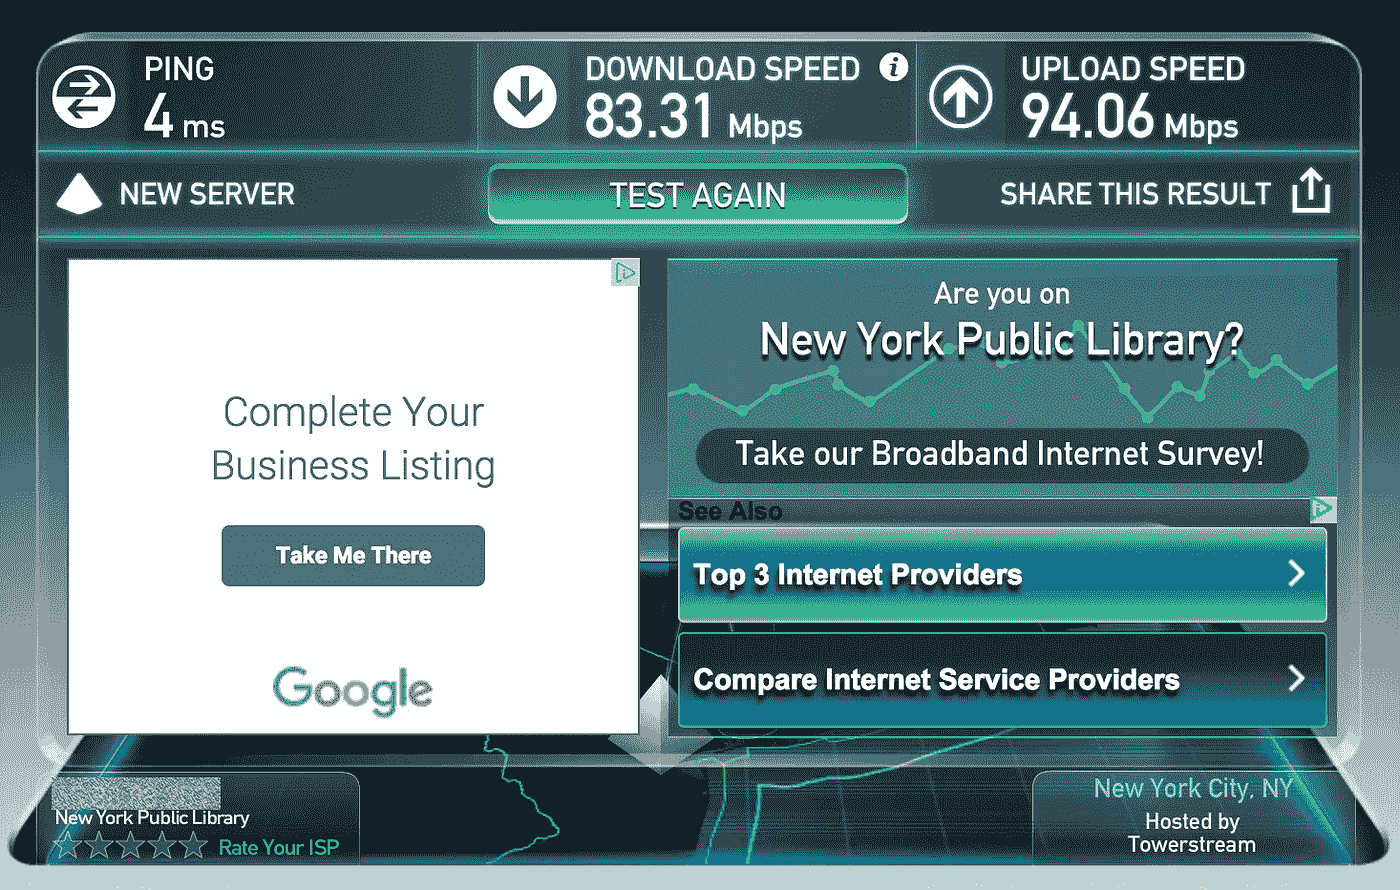 PING
4 ms
DOWNLOAD SPEED
83.31 Mbps
UPLOAD SPEED
94.06 Mbps
NEW SERVER
TEST AGAIN
SHARE THIS RESULT
Complete Your
Business Listing
Take Me There
Google
Are you on
New York Public Library?
Take our Broadband Internet Survey!
See Also
Top 3 Internet Providers
Compare Internet Service Providers
New York Public Library
Rate Your ISP
New York City, NY
Hosted by
Towerstream